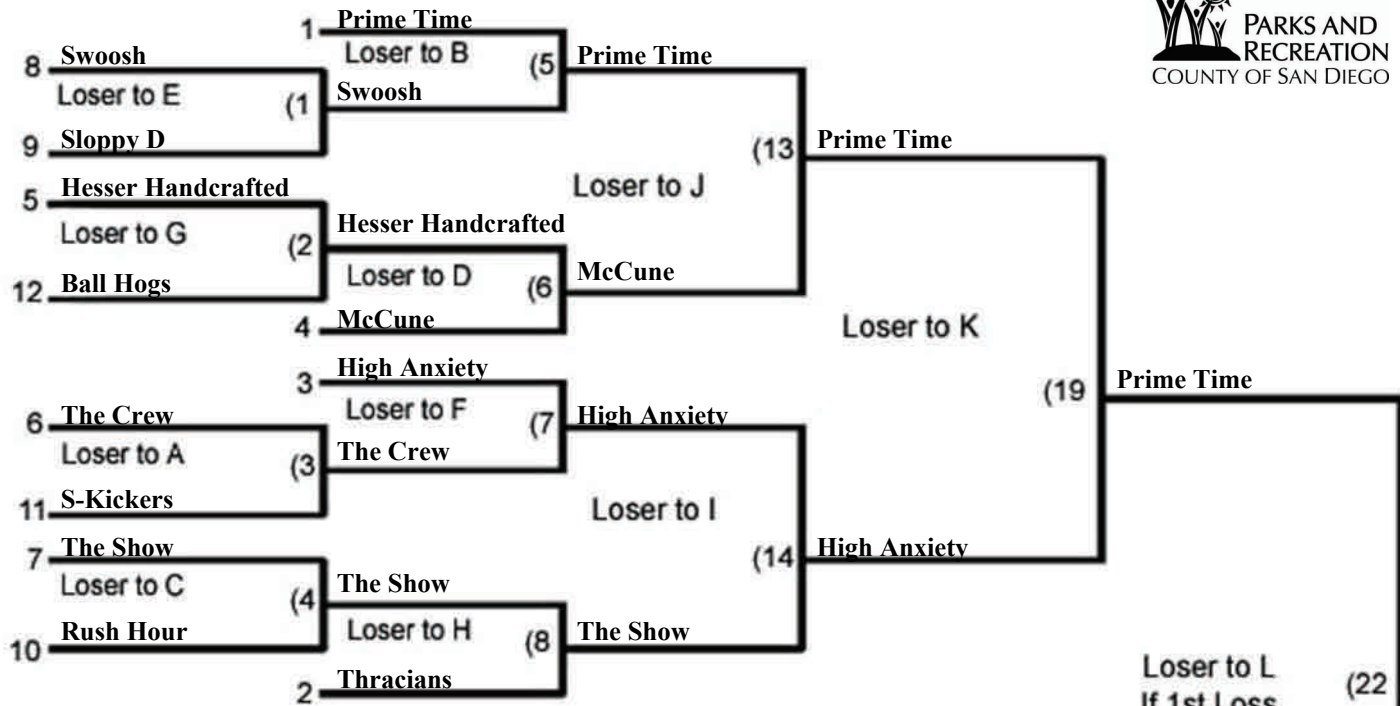 PARKS AND
RECREATION
COUNTY OF SAN DIEGO
1 Prime Time
Loser to B
(5
Prime Time
8 Swoosh
Loser to E
(1
Swoosh
9 Sloppy D
(13
Prime Time
Loser to J
5 Hesser Handcrafted
Loser to G
(2
Hesser Handcrafted
Loser to D
(6
McCune
12 Ball Hogs
4 McCune
Loser to K
3 High Anxiety
Loser to F
(7
High Anxiety
(19
Prime Time
6 The Crew
Loser to A
(3
The Crew
11 S-Kickers
Loser to I
7 The Show
Loser to C
(4
The Show
(14
High Anxiety
10 Rush Hour
Loser to H
(8
The Show
2 Thracians
Loser to L
If 1st Loss
(22